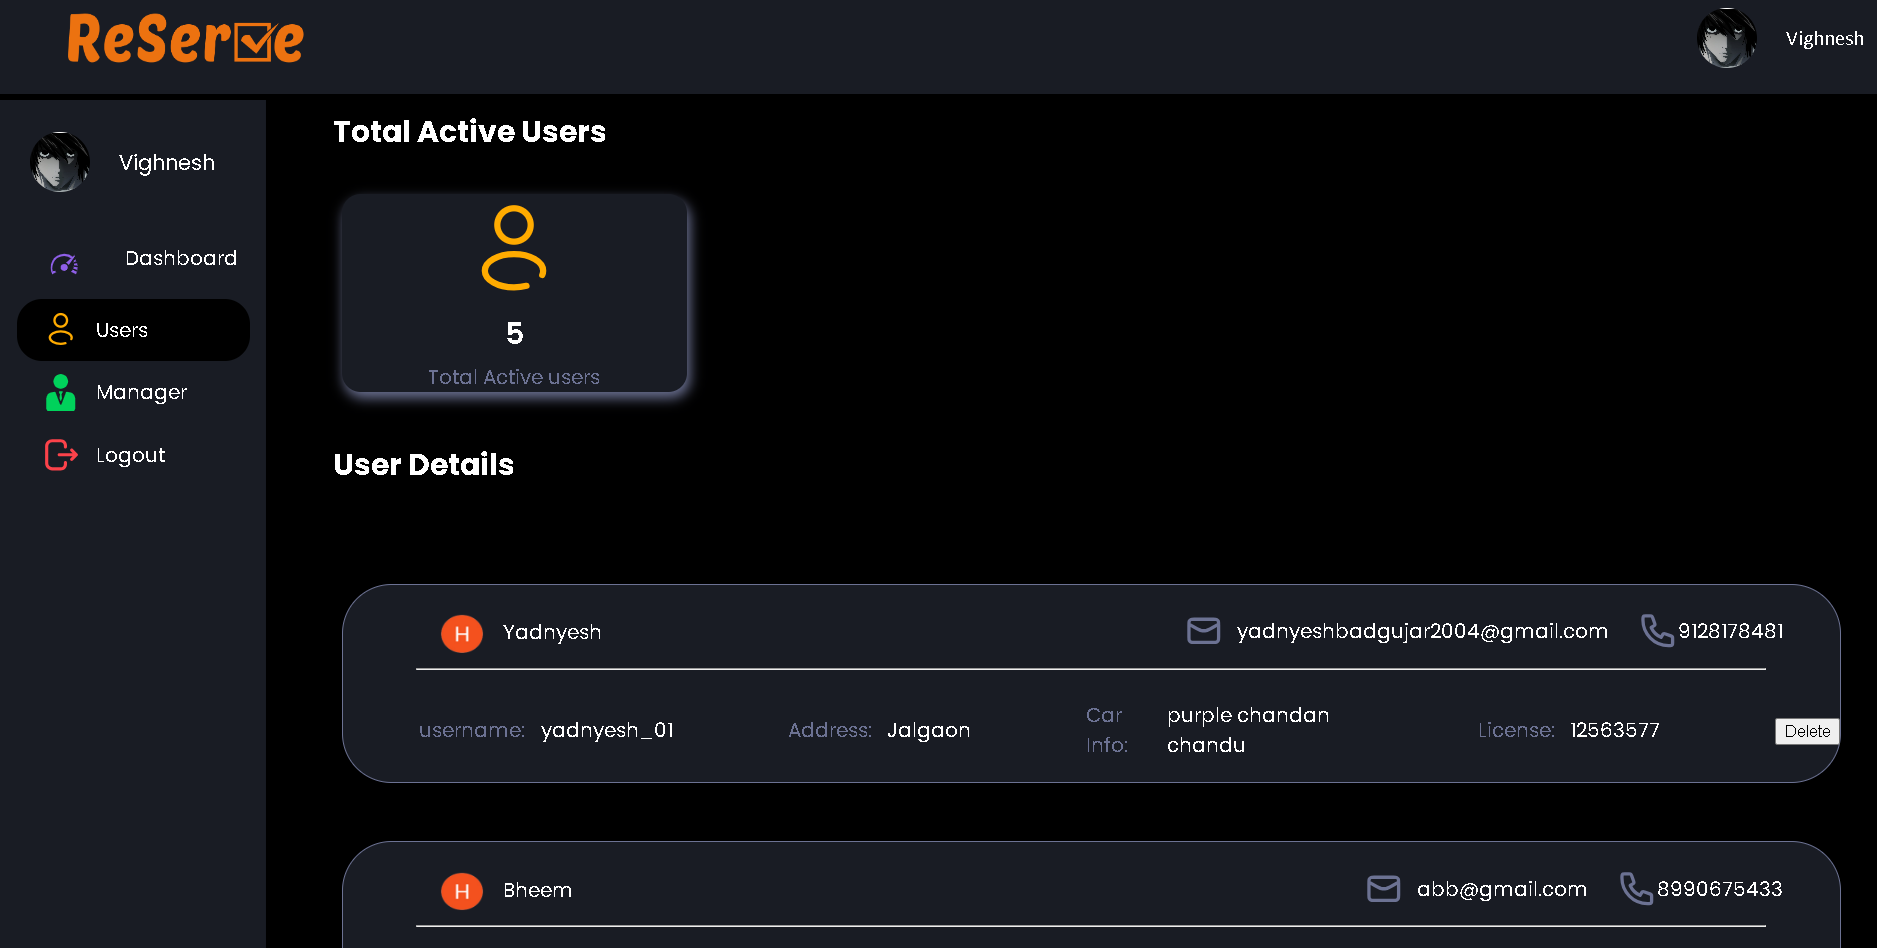 ReServe
Vighnesh
Vighnesh
Dashboard
Users
Manager
Logout
Total Active Users
5
Total Active users
User Details
H Yadnyesh yadnyeshbadgujar2004@gmail.com 9128178481
username: yadnyesh_01 Address: Jalgaon Car Info: purple chandan chandu License: 12563577 Delete
H Bheem abb@gmail.com 8990675433